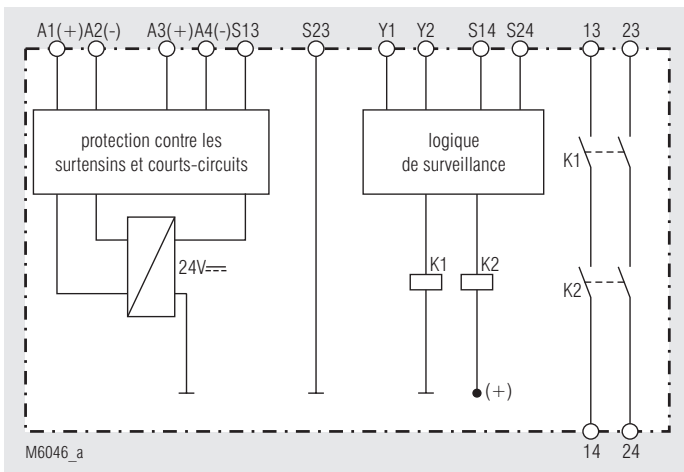 A1(+) A2(-) A3(+) A4(-) S13 S23 Y1 Y2 S14 S24 13 23
protection contre les
surtensins et courts-circuits
logique
de surveillance
K1
24V
K1 K2
K2
(+)
M6046_a
14 24